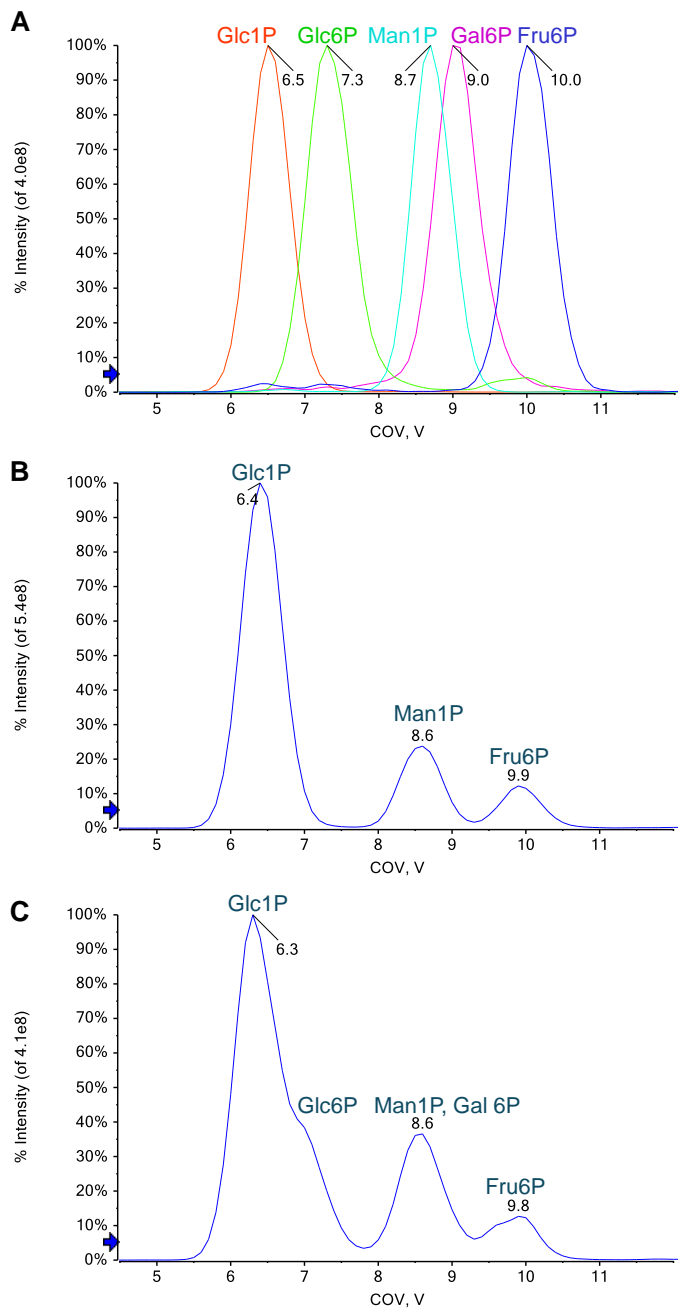 A
Glc1P Glc6P Man1P Gal6P Fru6P
100%
6.5 7.3 8.7 9.0 10.0
90%
80%
70%
60%
50%
40%
30%
20%
10%
0%
% Intensity (of 4.0e8)
5 6 7 8 9 10 11
COV, V
B
Glc1P
100%
6.4
90%
80%
70%
60%
50%
40%
30%
20%
10%
0%
% Intensity (of 5.4e8)
Man1P
8.6
Fru6P
9.9
5 6 7 8 9 10 11
COV, V
C
Glc1P
100%
6.3
90%
80%
70%
60%
50%
40%
30%
20%
10%
0%
% Intensity (of 4.1e8)
Glc6P
Man1P, Gal 6P
8.6
Fru6P
9.8
5 6 7 8 9 10 11
COV, V